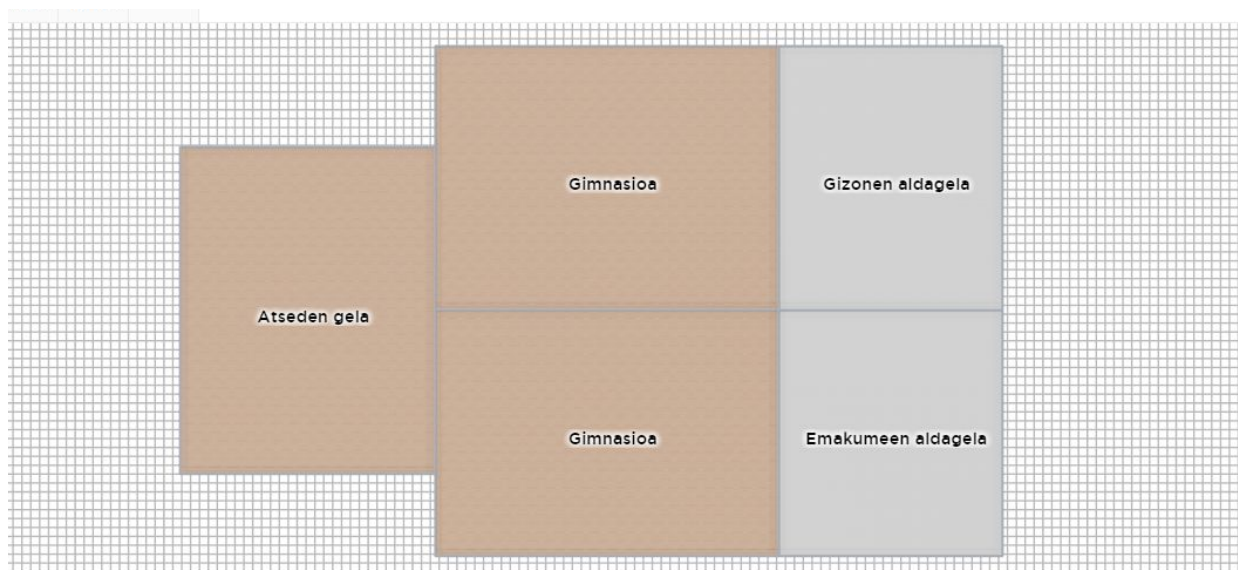 Gimnasioa
Gizonen aldagela
Atseden gela
Gimnasioa
Emakumeen aldagela